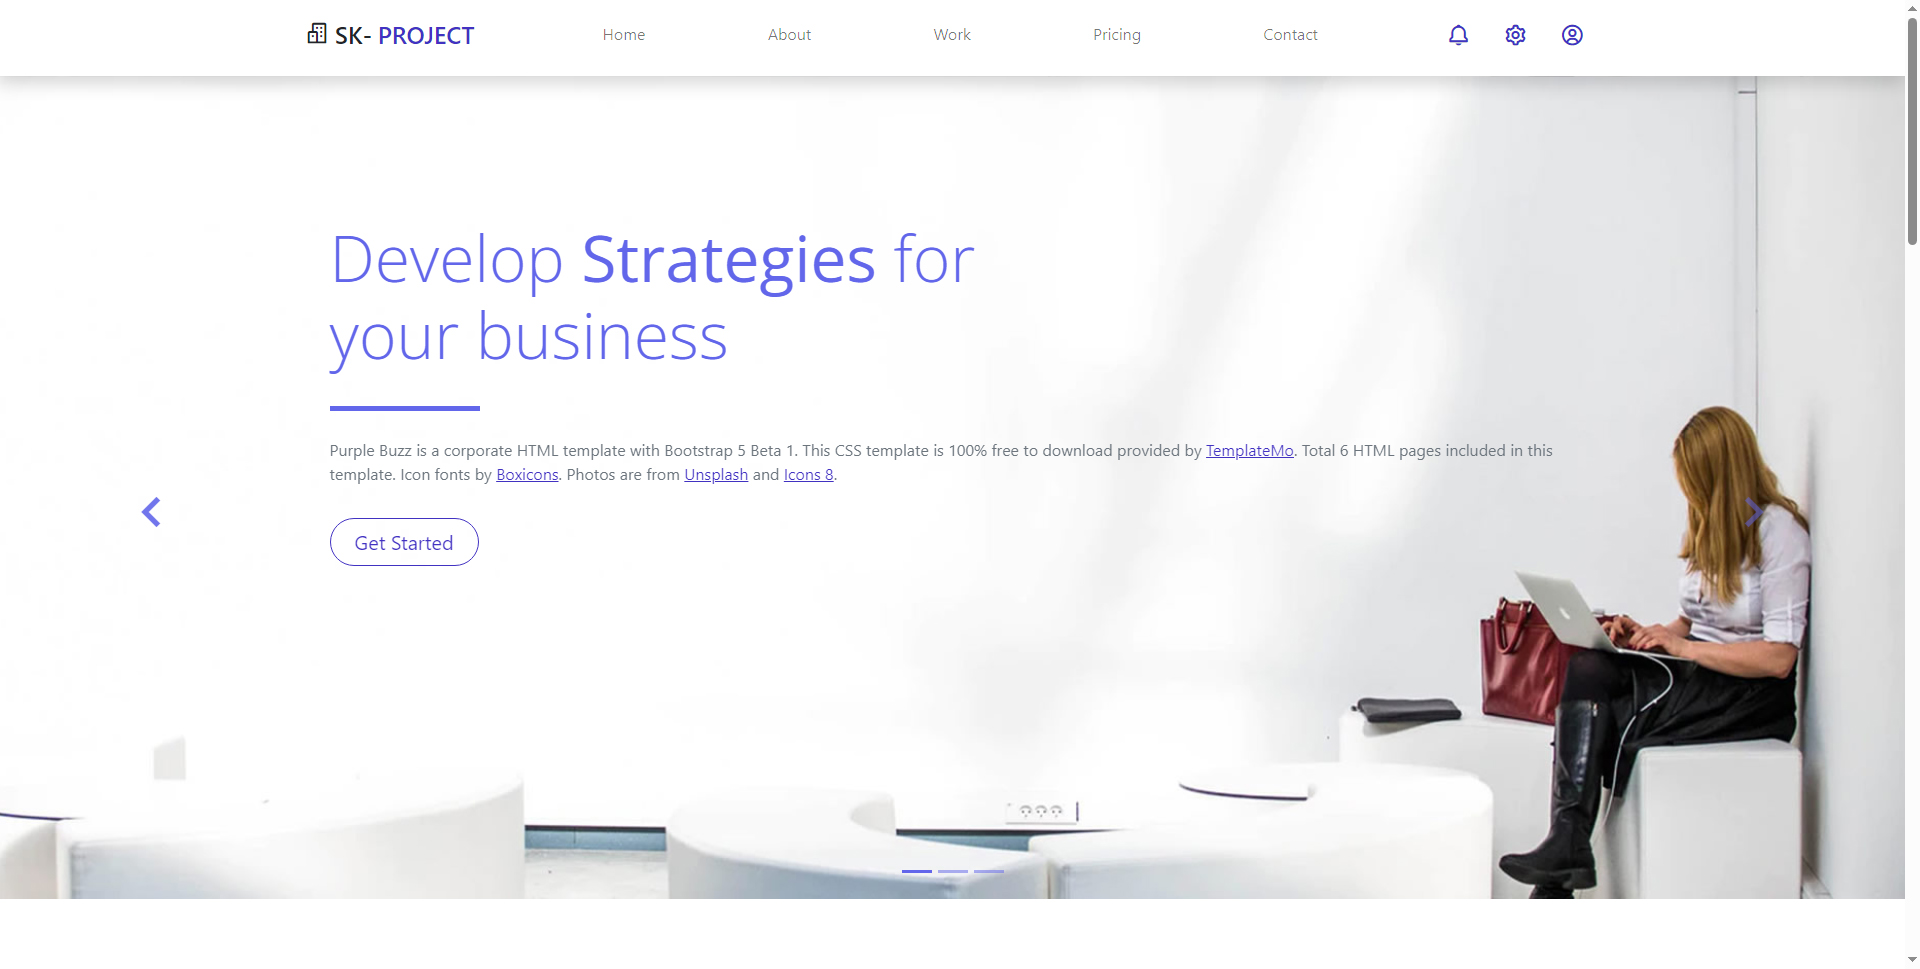 SK- PROJECT
Home
About
Work
Pricing
Contact
Develop Strategies for
your business
Purple Buzz is a corporate HTML template with Bootstrap 5 Beta 1. This CSS template is 100% free to download provided by TemplateMo. Total 6 HTML pages included in this
template. Icon fonts by Boxicons. Photos are from Unsplash and Icons 8.
Get Started